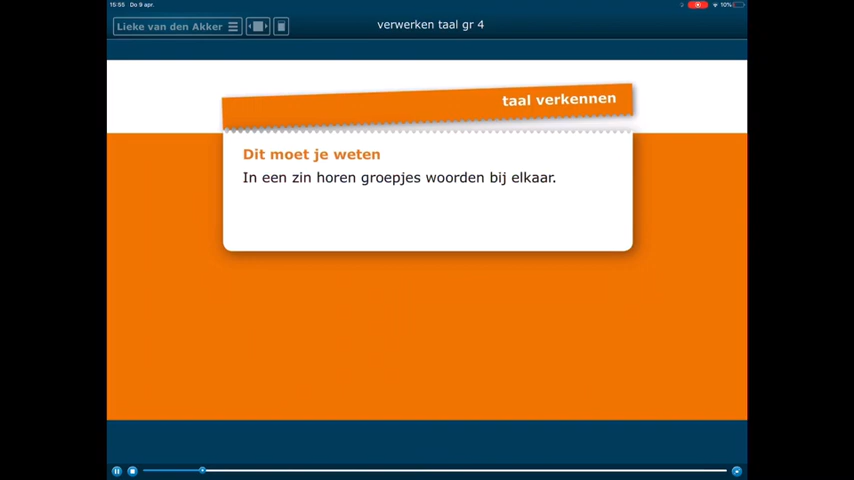 15:55 Do 9 apr.
10%
Lieke van den Akker
verwerken taal gr 4
taal verkennen
Dit moet je weten
In een zin horen groepjes woorden bij elkaar.